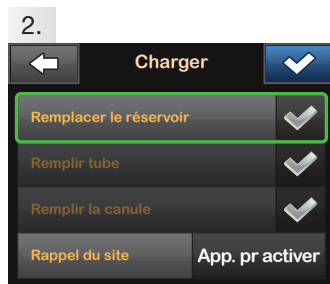 2.
Charger
Remplacer le réservoir
Remplir tube
Remplir la canule
Rappel du site App. pr activer